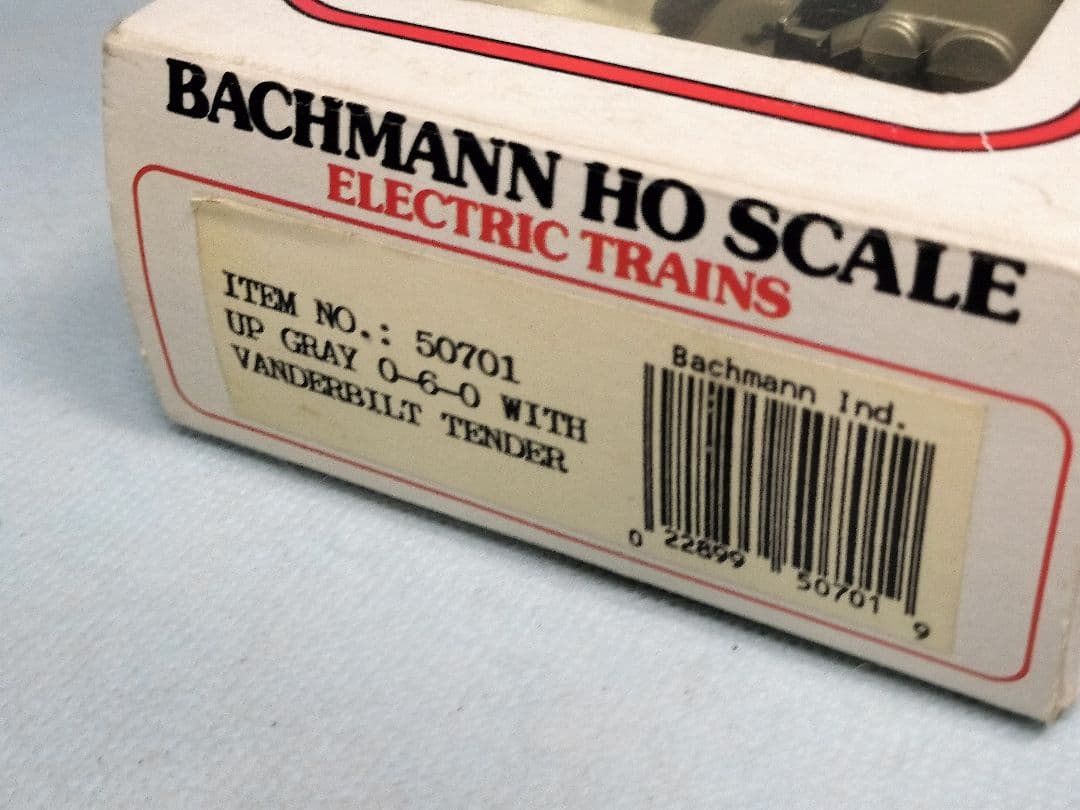 BACHMANN HO SCALE
ELECTRIC TRAINS
ITEM NO.: 50701
UP GRAY 0-6-0 WITH
VANDERBILT TENDER
Bachmann Ind.
0 22899 50701 9